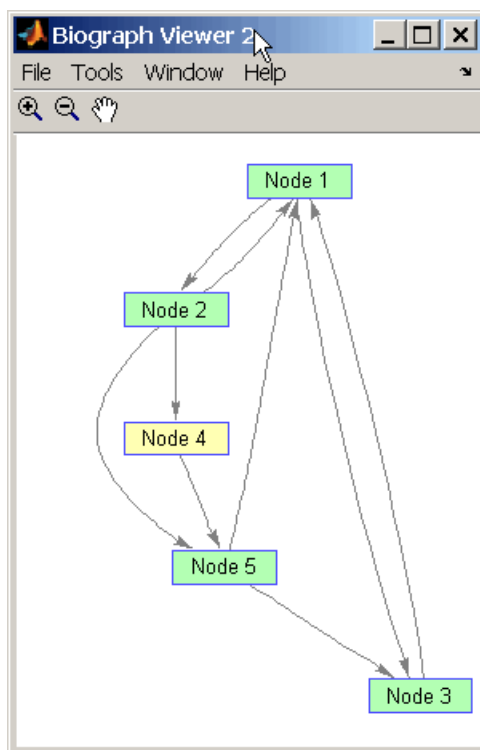 Biograph Viewer 2
File Tools Window Help
Node 1
Node 2
Node 4
Node 5
Node 3